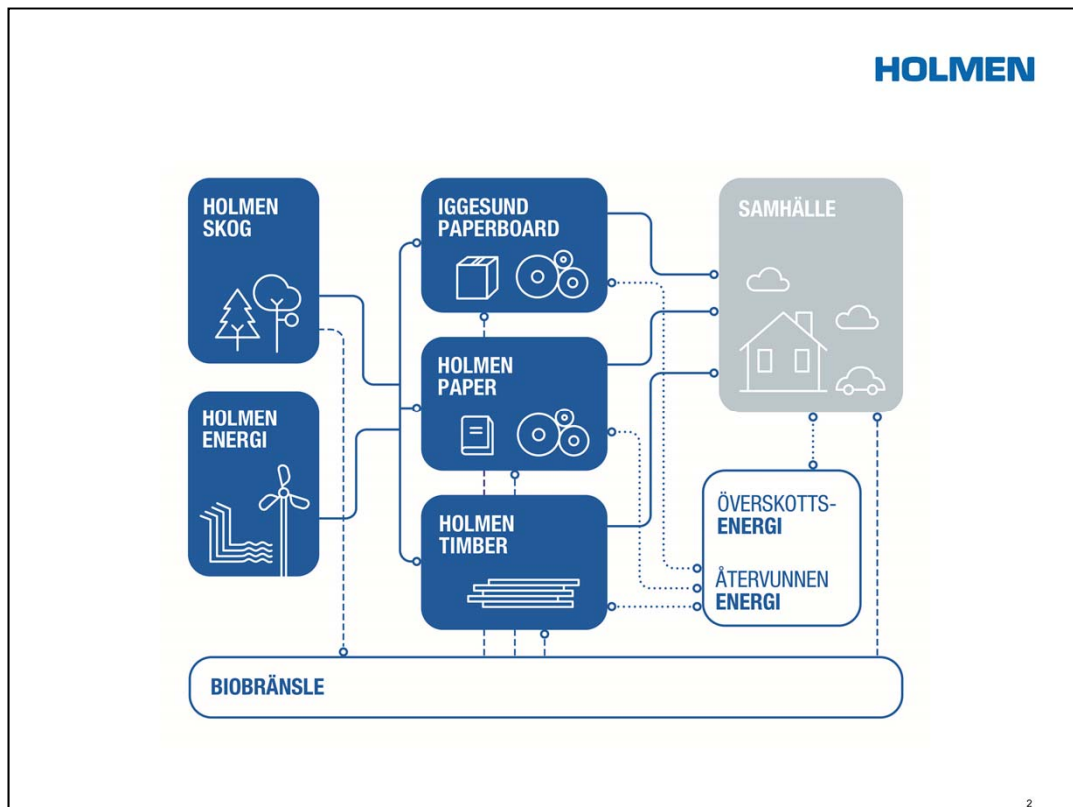 HOLMEN
HOLMEN
SKOG
IGGESUND
PAPERBOARD
SAMHÄLLE
HOLMEN
PAPER
HOLMEN
ENERGI
HOLMEN
TIMBER
ÖVERSKOTTS-
ENERGI
ÅTERVUNNEN
ENERGI
BIOBRÄNSLE
2